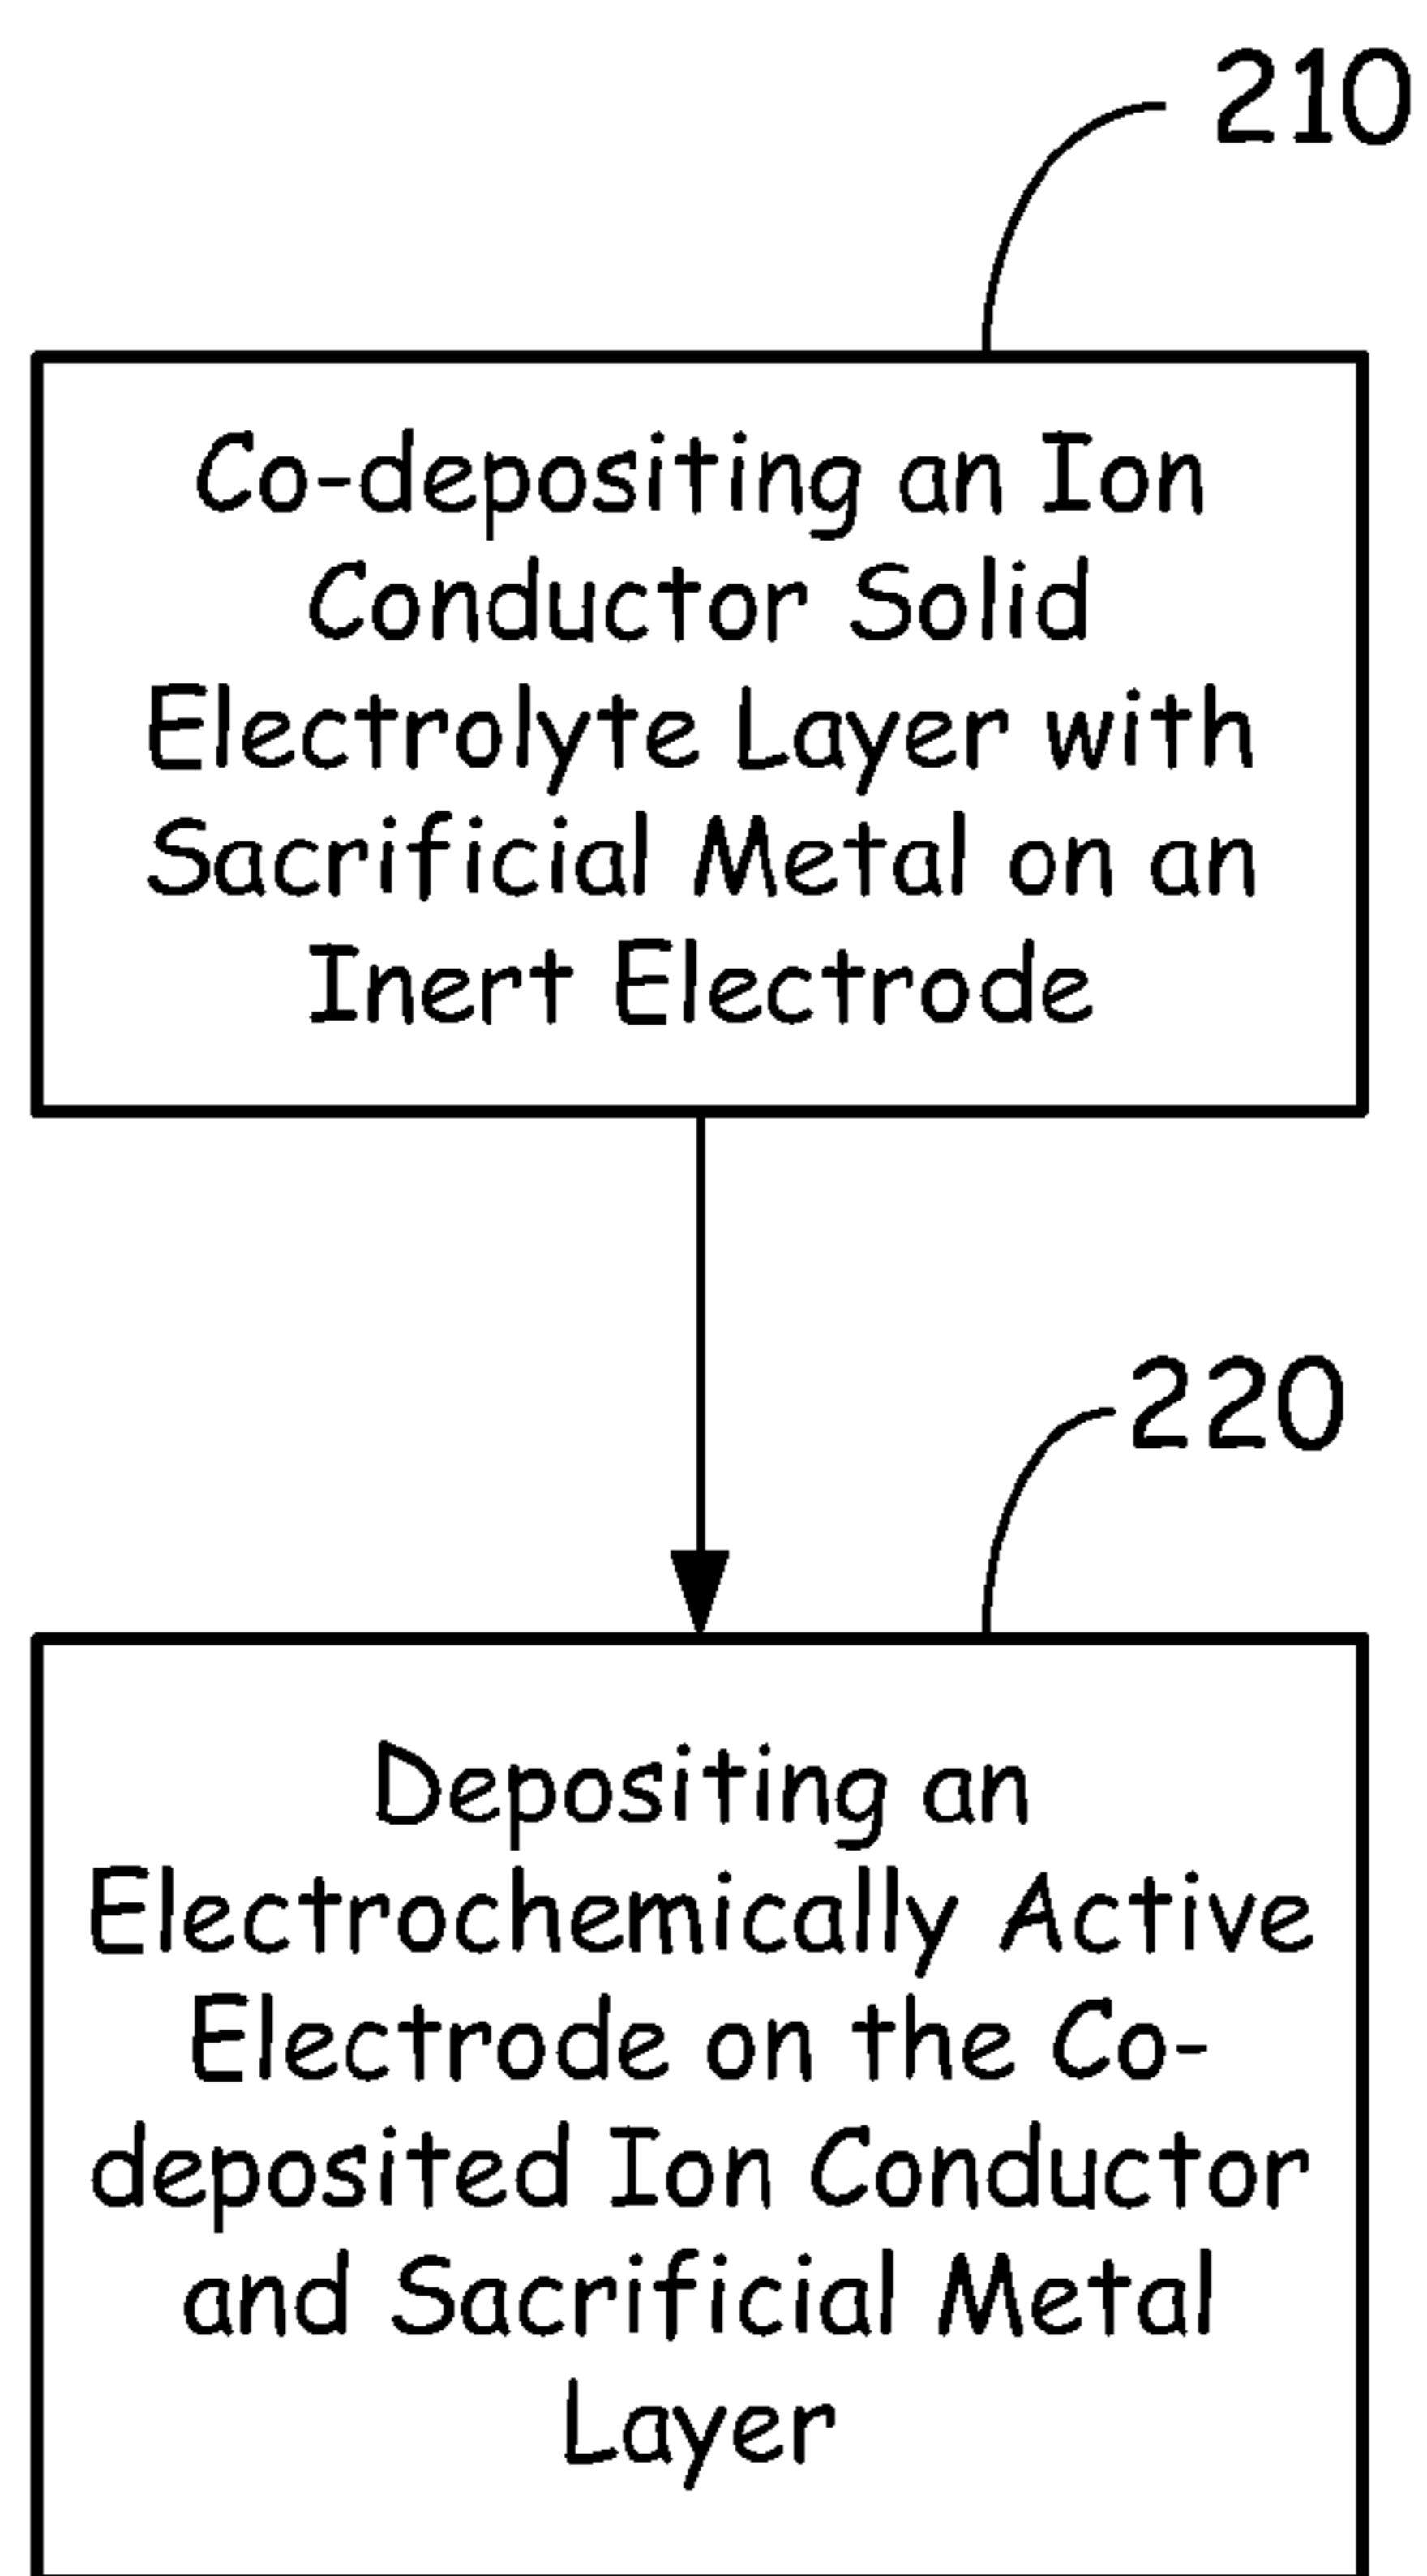 210
Co-depositing an Ion
Conductor Solid
Electrolyte Layer with
Sacrificial Metal on an
Inert Electrode
220
Depositing an
Electrochemically Active
Electrode on the Co-
deposited Ion Conductor
and Sacrificial Metal
Layer